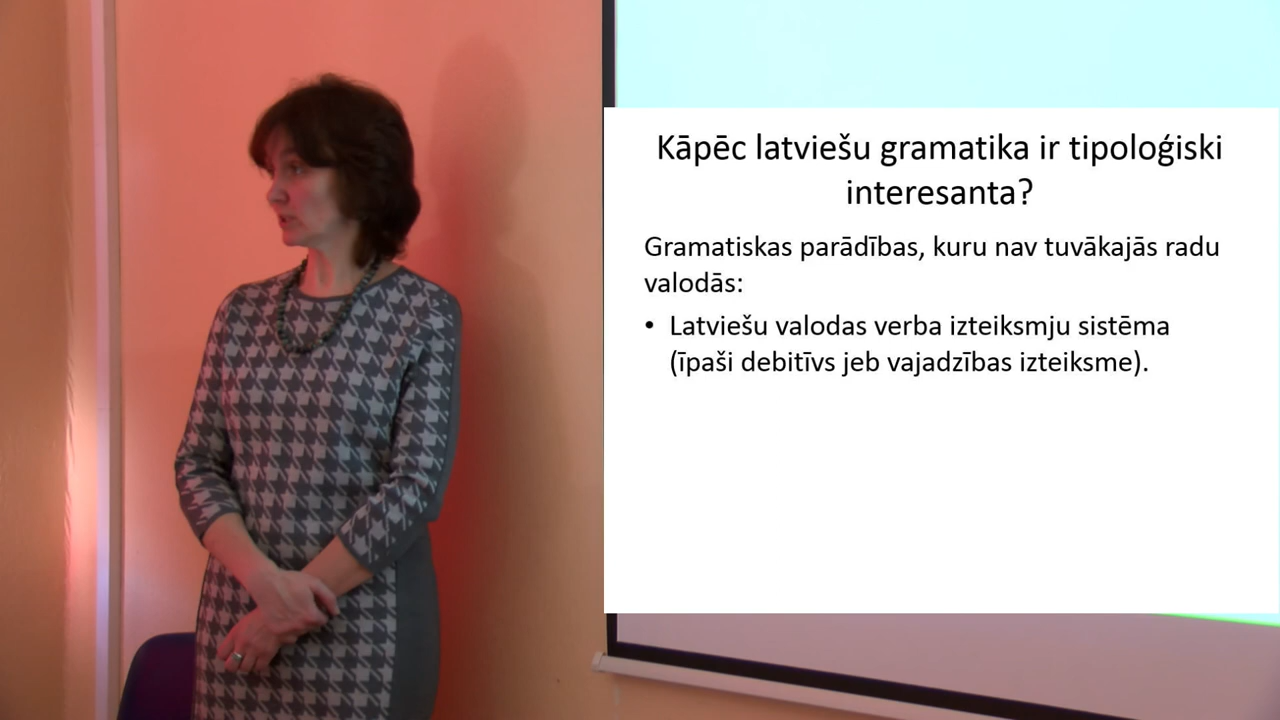 Kāpēc latviešu gramatika ir tipoloģiski
interesanta?
Gramatiskas parādības, kuru nav tuvākajās radu
valodās:
• Latviešu valodas verba izteiksmju sistēma
(īpaši debitīvs jeb vajadzības izteiksme).